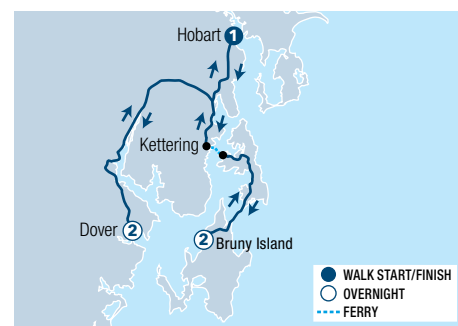 Hobart 1
Kettering
Dover 2
2 Bruny Island
WALK START/FINISH
OVERNIGHT
FERRY